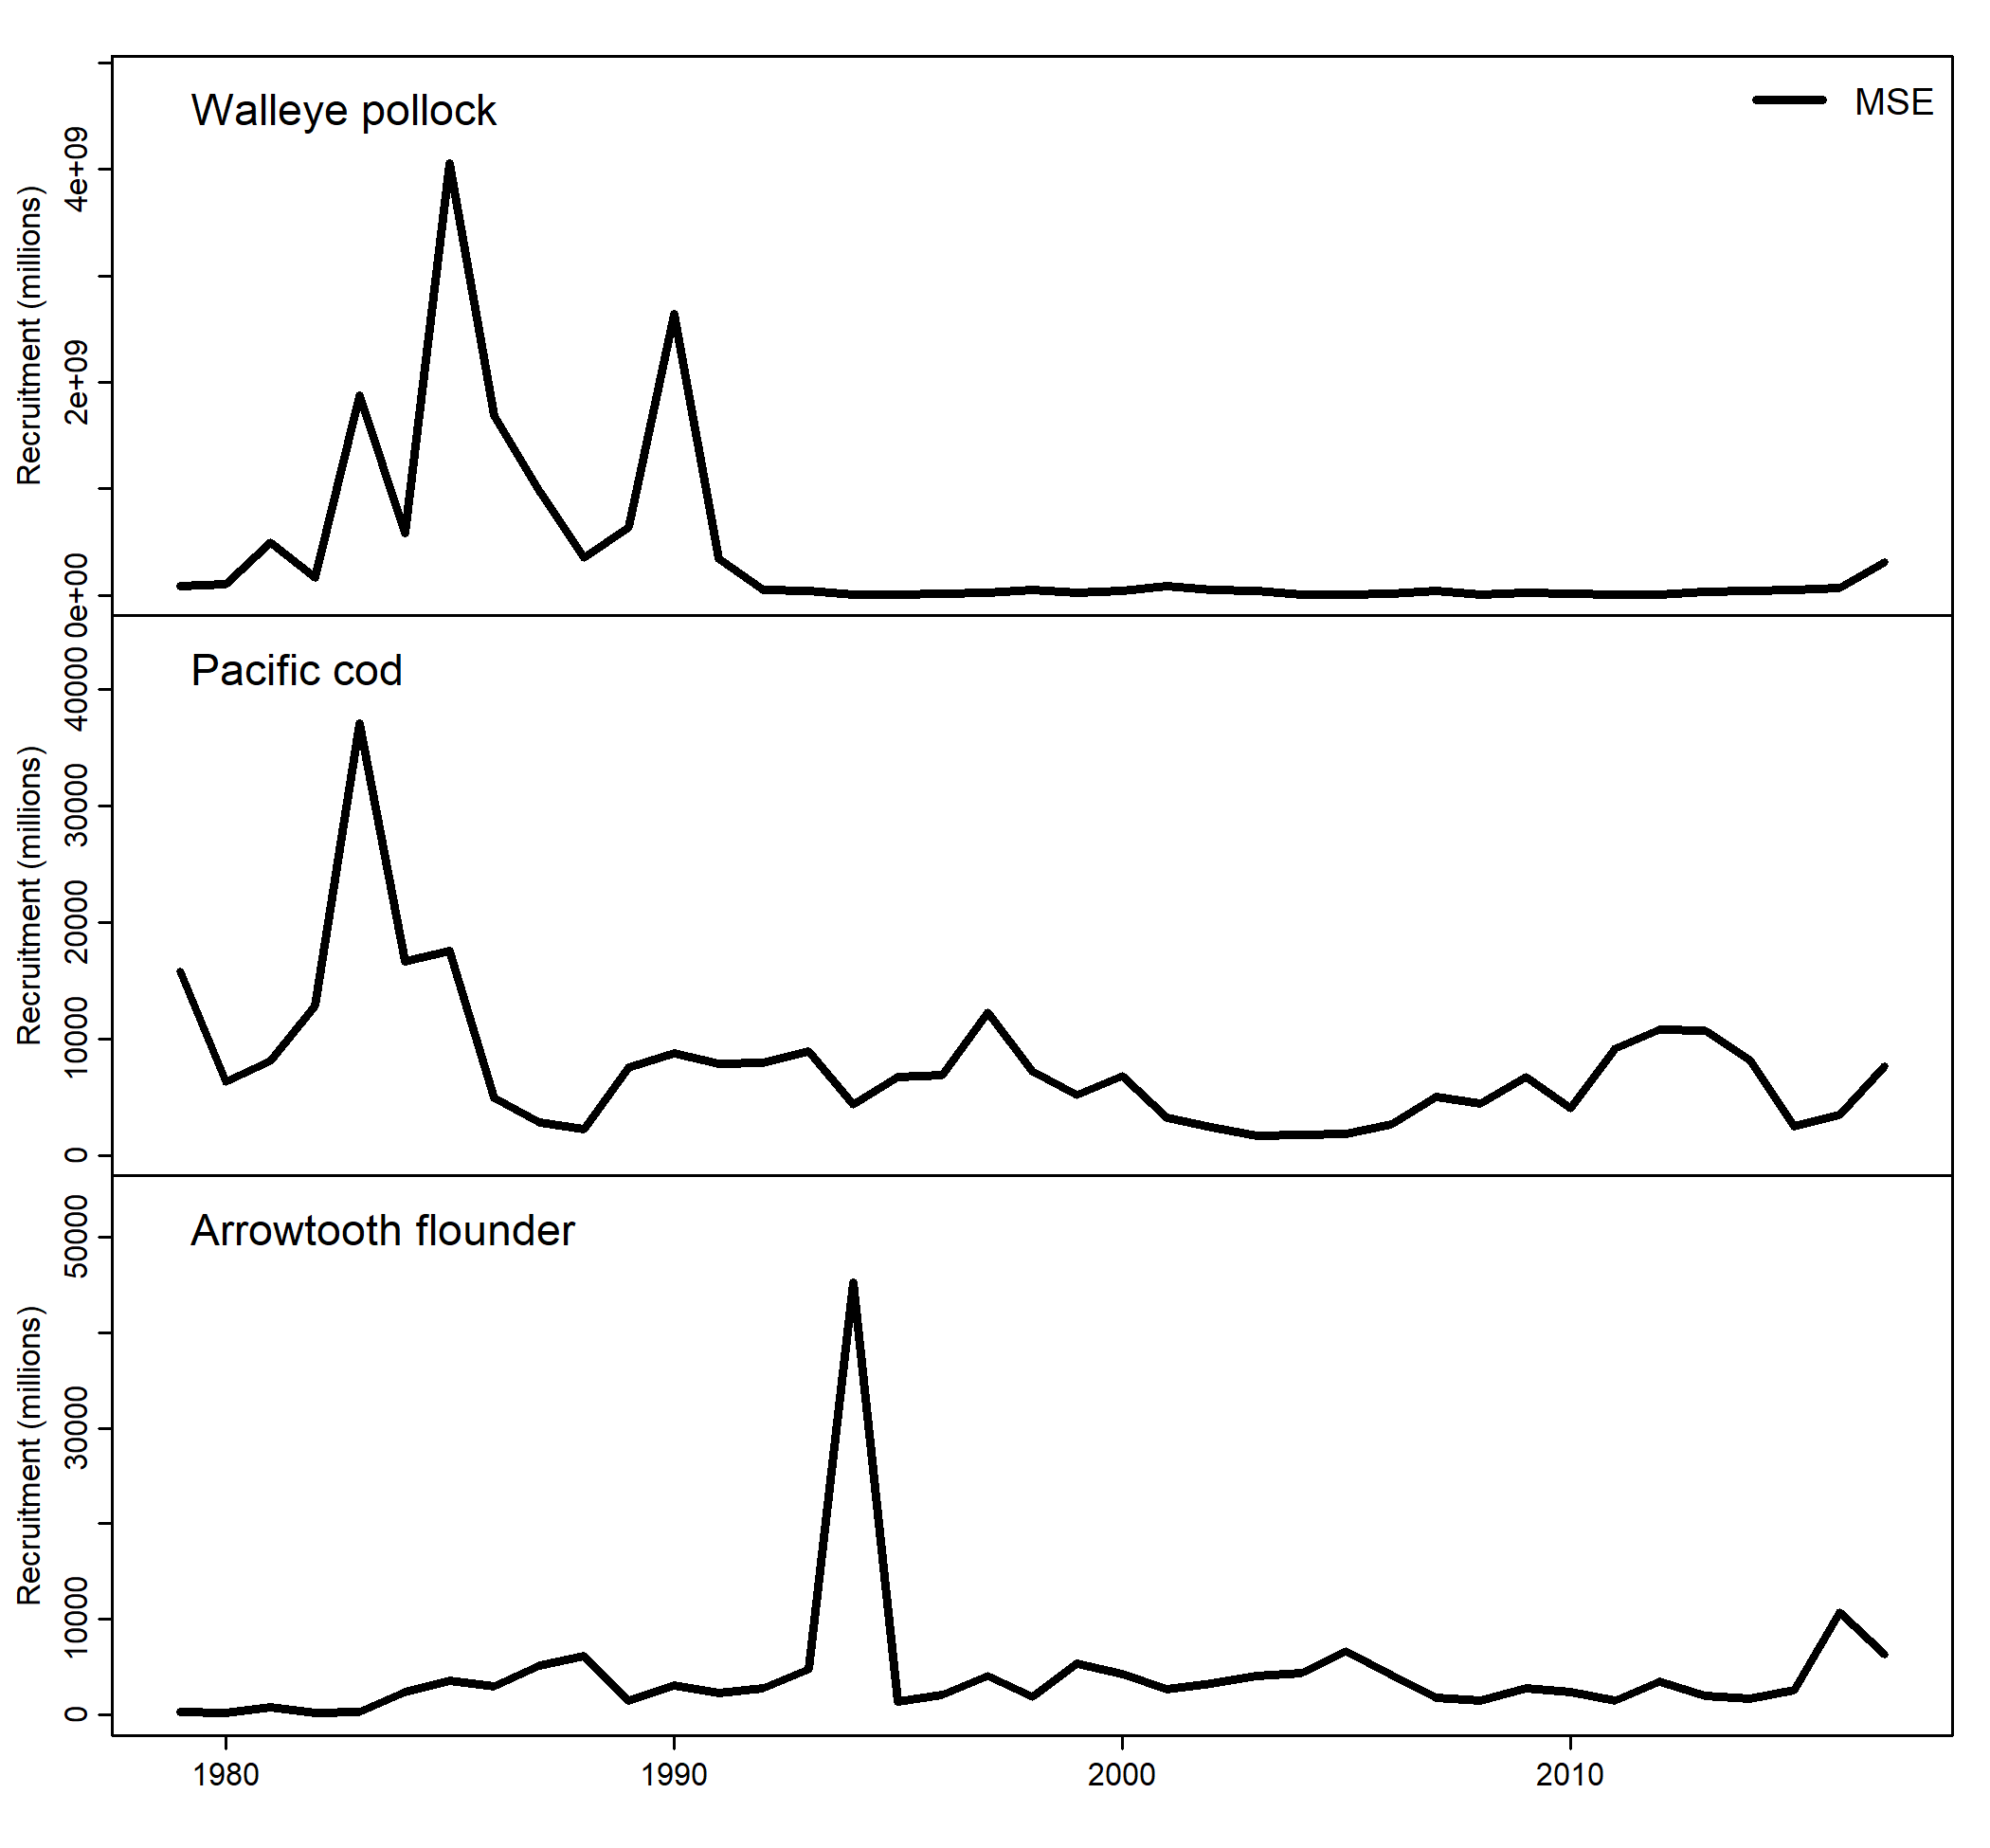 Walleye pollock
MSE
Recruitment (millions)
4e+09
2e+09
0e+00
Pacific cod
Recruitment (millions)
40000
30000
20000
10000
0
Arrowtooth flounder
Recruitment (millions)
50000
30000
10000
0
1980 1990 2000 2010